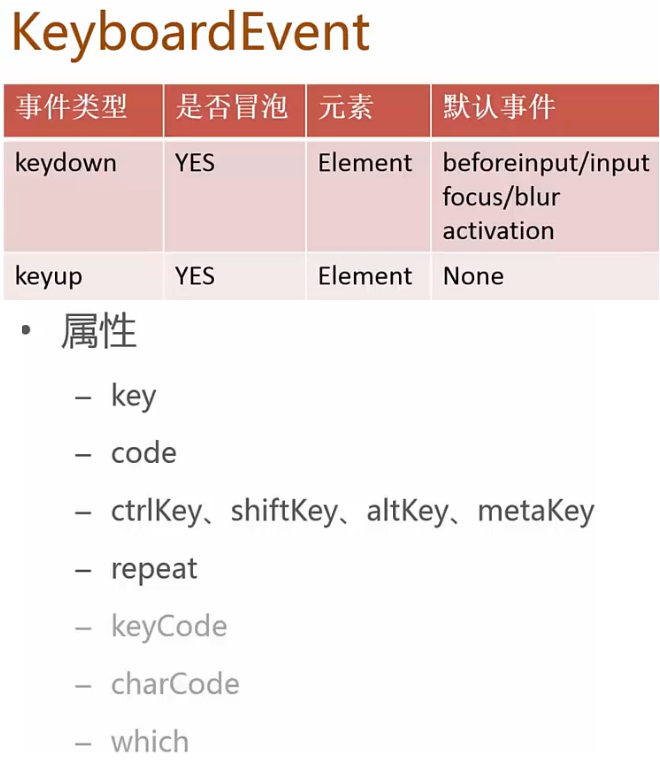 KeyboardEvent
事件类型 是否冒泡 元素 默认事件
keydown YES Element beforeinput/input
focus/blur
activation
keyup YES Element None
• 属性
– key
– code
– ctrlKey、shiftKey、altKey、metaKey
– repeat
– keyCode
– charCode
– which